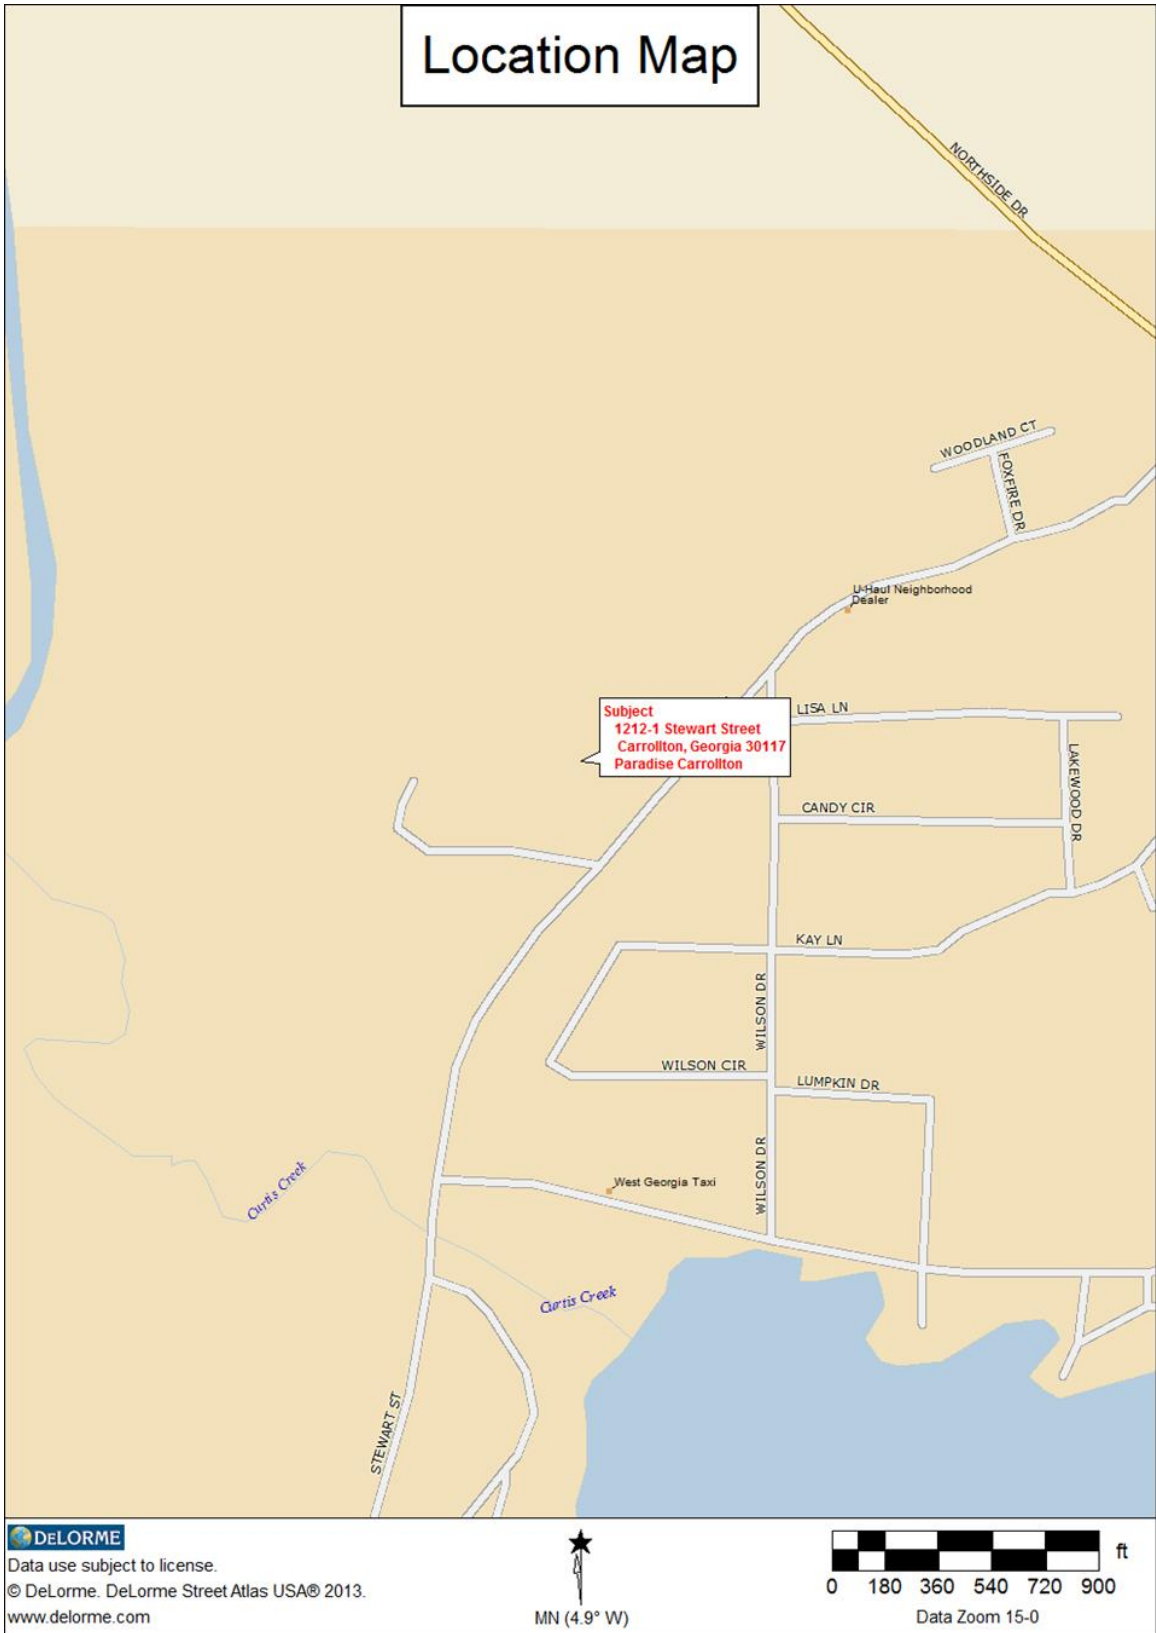 Location Map
NORTHSIDE DR
WOODLAND CT
FOXFIRE DR
U-Haul Neighborhood
Dealer
Subject
1212-1 Stewart Street
Carrollton, Georgia 30117
Paradise Carrollton
LISA LN
LAKEWOOD DR
CANDY CIR
KAY LN
WILSON DR
WILSON CIR
LUMPKIN DR
WILSON DR
West Georgia Taxi
Curtis Creek
Curtis Creek
STEWART ST
DELORME
Data use subject to license.
© DeLorme. DeLorme Street Atlas USA® 2013.
www.delorme.com
MN (4.9° W)
ft
0 180 360 540 720 900
Data Zoom 15-0